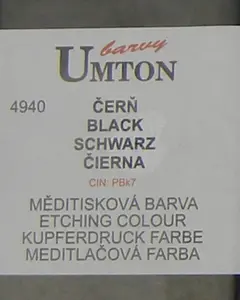 barvy
UMTON
4940
ČERŇ
BLACK
SCHWARZ
ČIERNA
CIN: PBk7
MĚDITISKOVÁ BARVA
ETCHING COLOUR
KUPFERDRUCK FARBE
MEDITLAČOVÁ FARBA